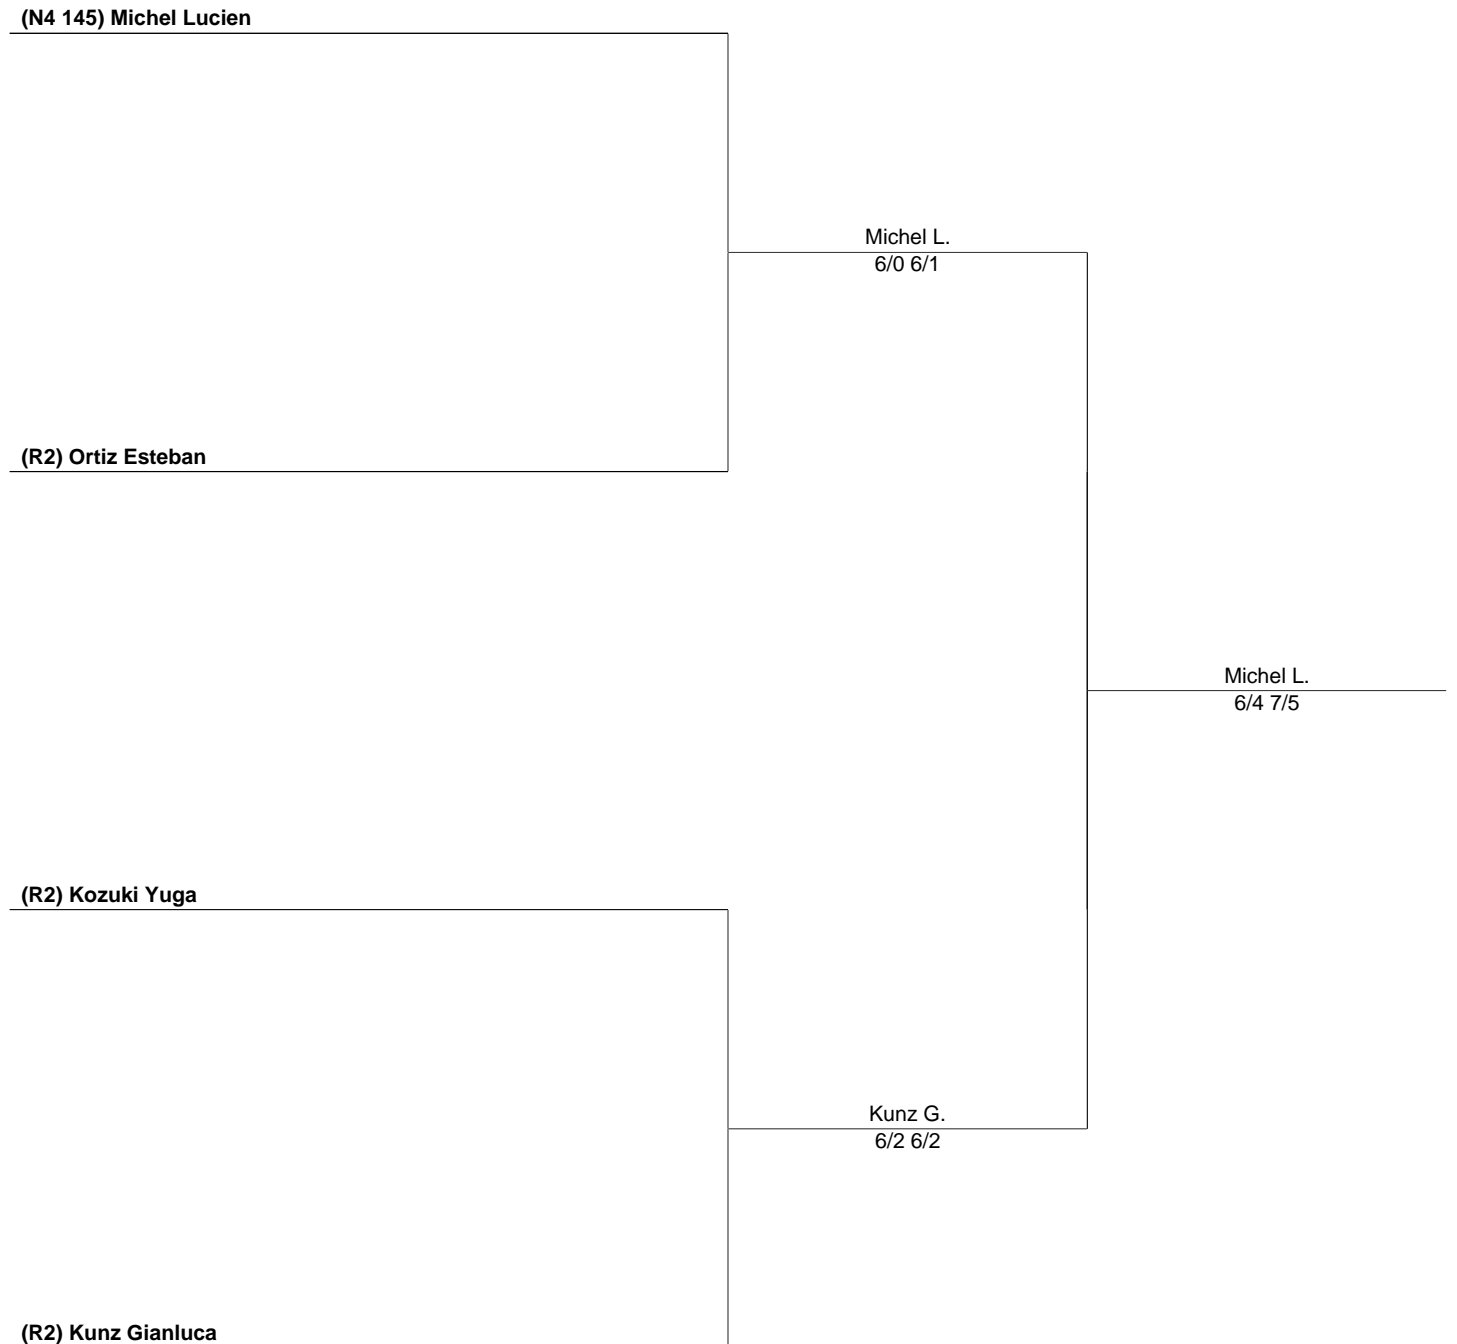 (N4 145) Michel Lucien
Michel L.
6/0 6/1
(R2) Ortiz Esteban
Michel L.
6/4 7/5
(R2) Kozuki Yuga
Kunz G.
6/2 6/2
(R2) Kunz Gianluca